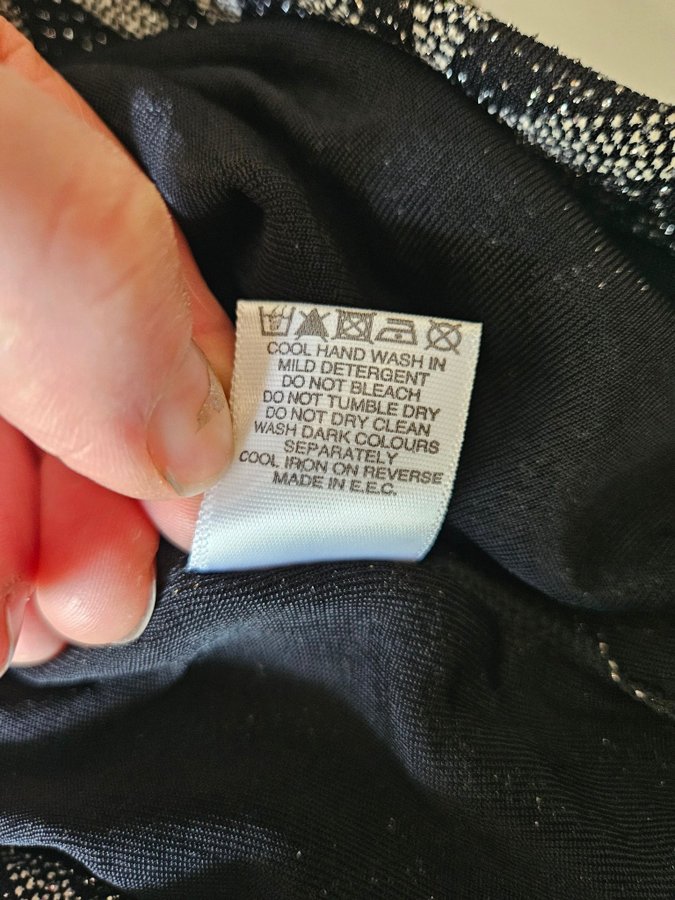 COOL HAND WASH IN
MILD DETERGENT
DO NOT BLEACH
DO NOT TUMBLE DRY
DO NOT DRY CLEAN
WASH DARK COLOURS
SEPARATELY
COOL IRON ON REVERSE
MADE IN E.E.C.